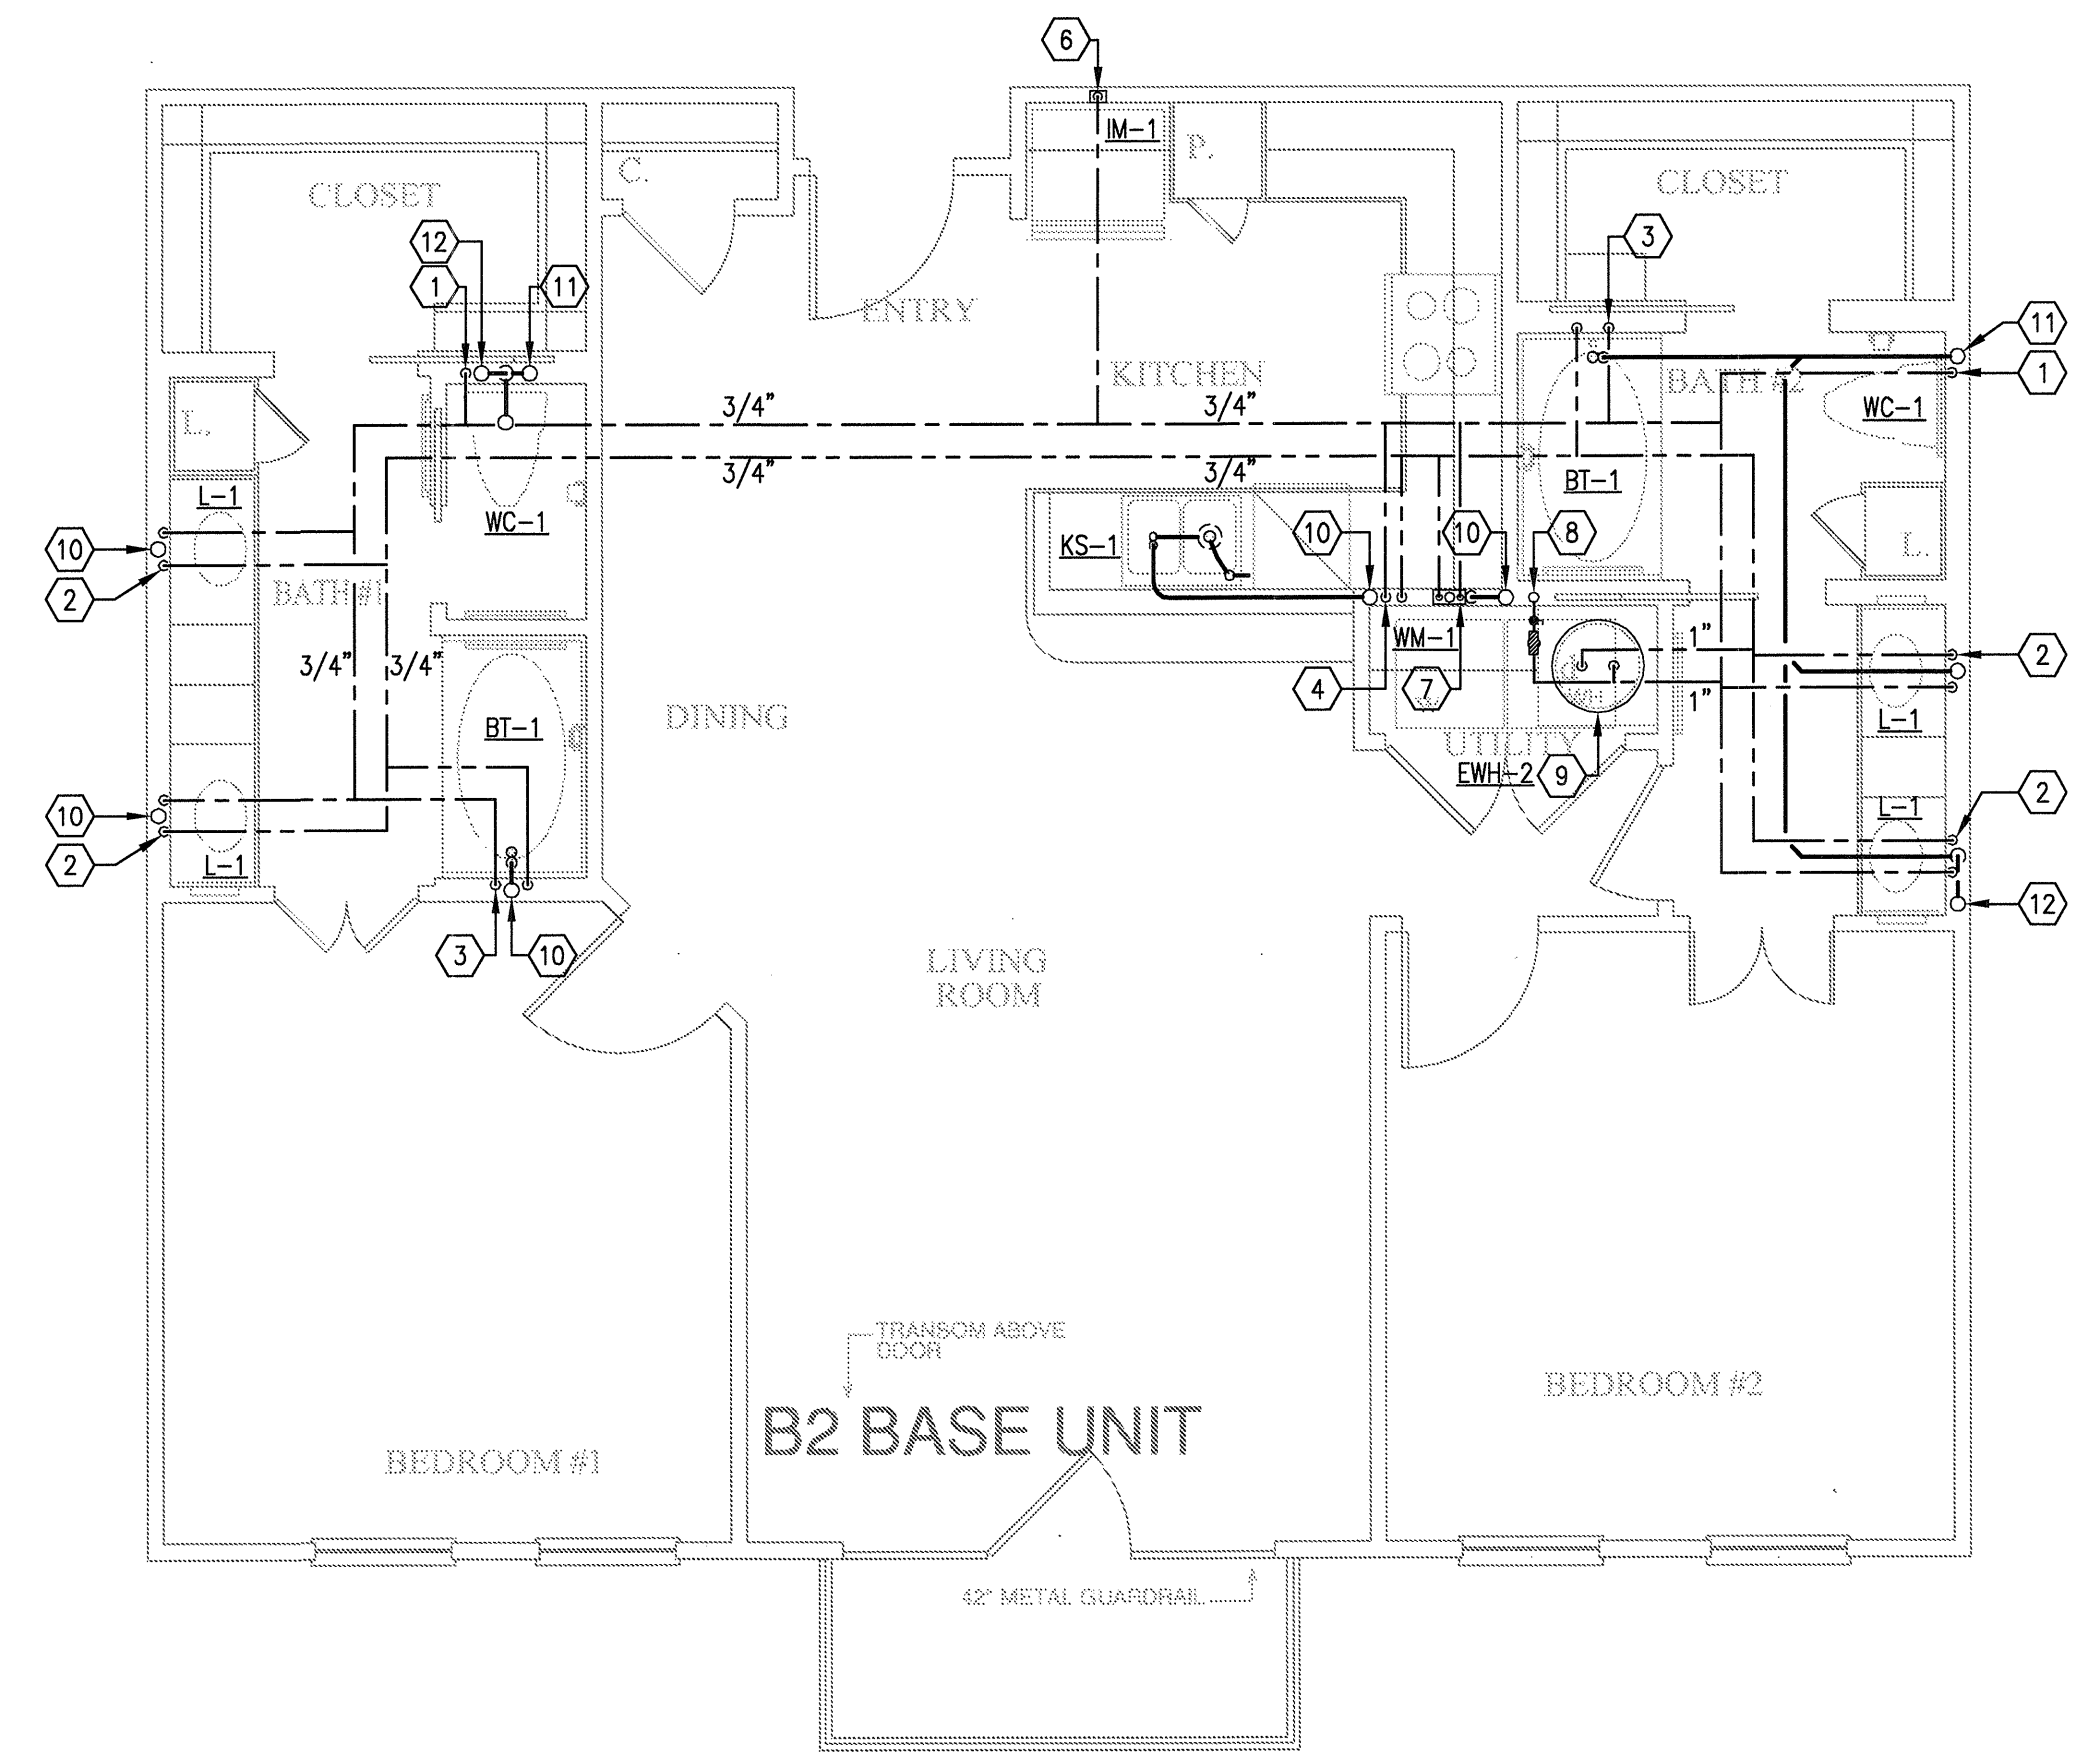 6
IM-1
P.
C.
CLOSET
CLOSET
12
3
1
11
ENTRY
11
KITCHEN
BATH #2
1
WC-1
3/4"
3/4"
3/4"
3/4"
BT-1
L-1
WC-1
L.
L.
10
KS-1
10
10
8
2
BATH #1
WM-1
1"
2
3/4"
3/4"
4
7
WH
1"
DINING
BT-1
L-1
UTILITY
EWH-2
9
2
L-1
10
L-1
2
12
3
10
LIVING
ROOM
TRANSOM ABOVE
DOOR
BEDROOM #2
B2 BASE UNIT
BEDROOM #1
42" METAL GUARDRAIL